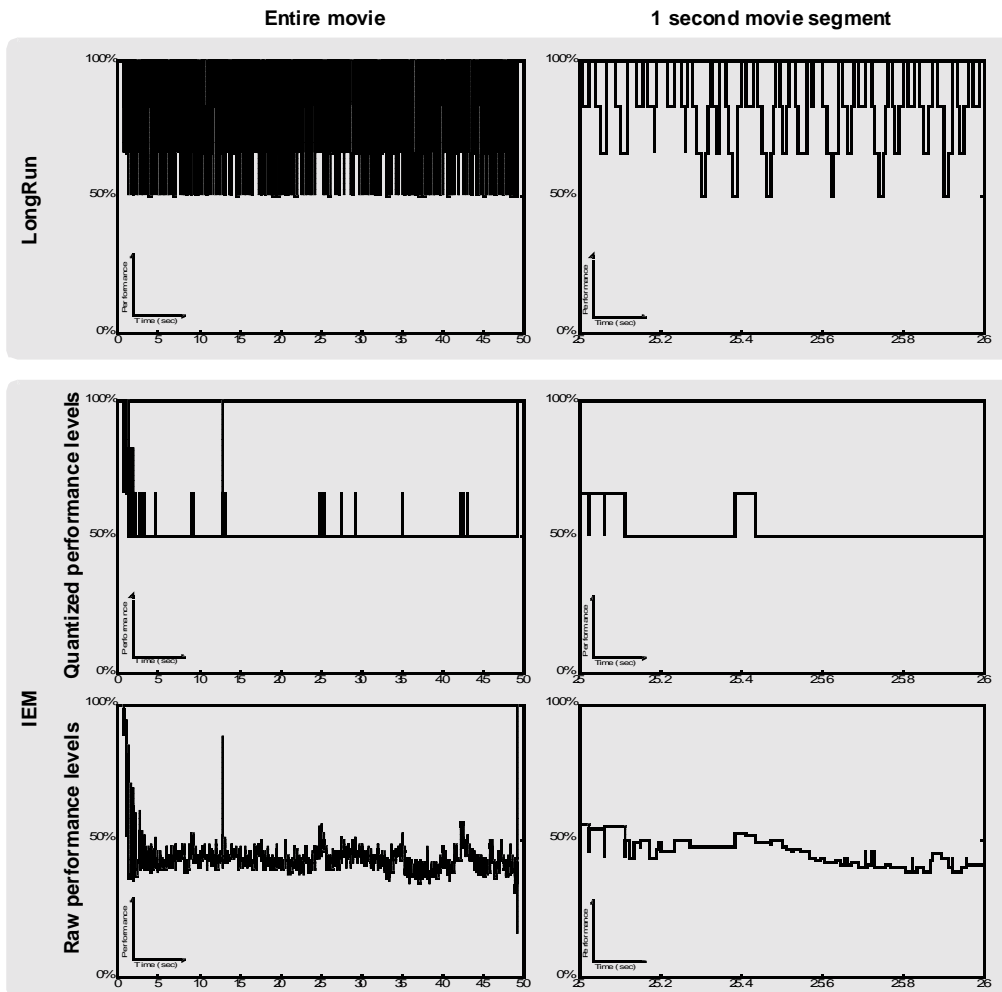 Entire movie
1 second movie segment
LongRun
100%
50%
0%
Performance
Time (sec)
0 5 10 15 20 25 30 35 40 45 50
100%
50%
0%
Performance
Time (sec)
25 25.2 25.4 25.6 25.8 26
IEM
Quantized performance levels
100%
50%
0%
Performance
Time (sec)
0 5 10 15 20 25 30 35 40 45 50
100%
50%
0%
Performance
Time (sec)
25 25.2 25.4 25.6 25.8 26
Raw performance levels
100%
50%
0%
Performance
Time (sec)
0 5 10 15 20 25 30 35 40 45 50
100%
50%
0%
Performance
Time (sec)
25 25.2 25.4 25.6 25.8 26